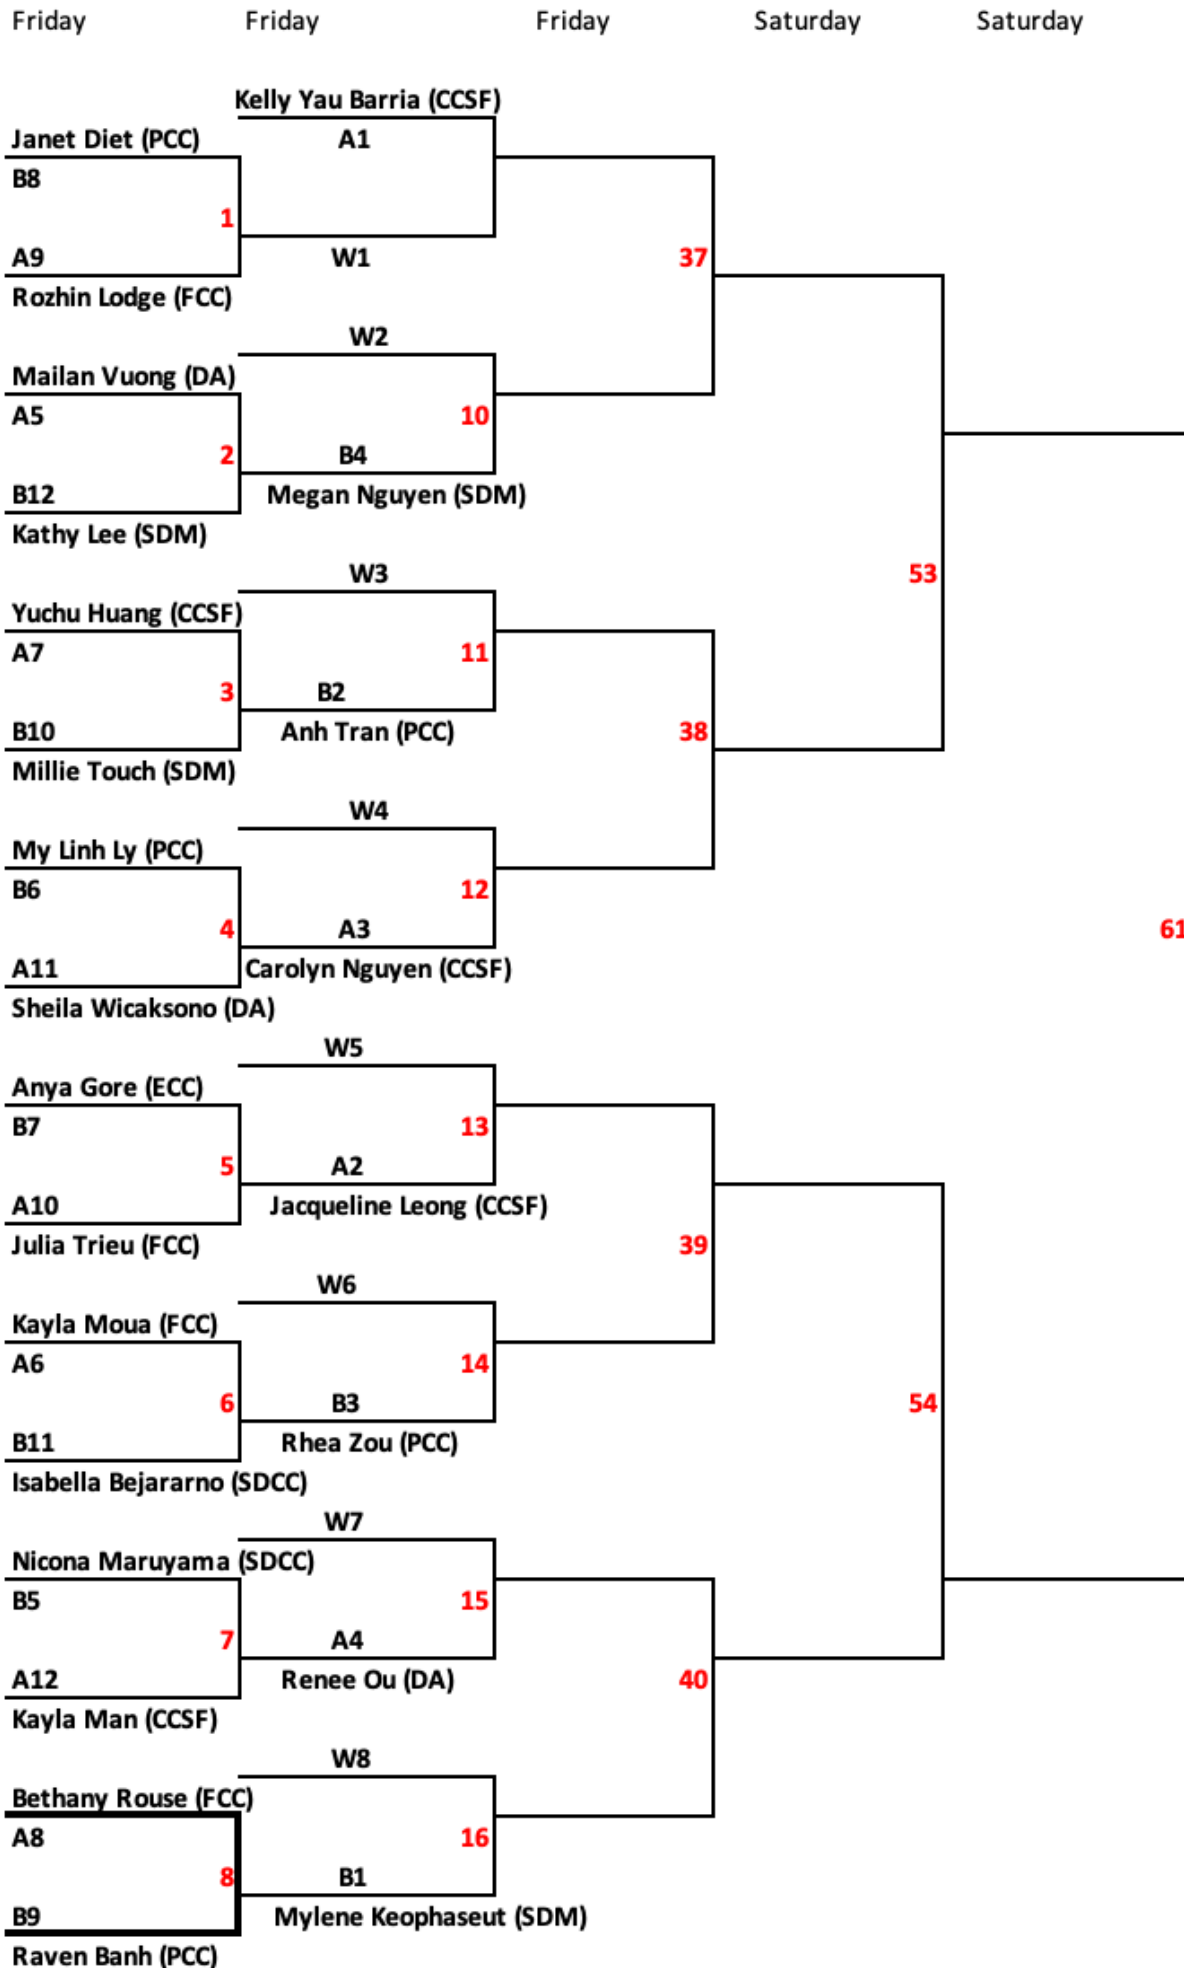 Friday Friday Friday Saturday Saturday
Kelly Yau Barria (CCSF)
Janet Diet (PCC) A1
B8
1
A9 W1 37
Rozhin Lodge (FCC)
W2
Mailan Vuong (DA)
A5 10
2 B4
B12 Megan Nguyen (SDM)
Kathy Lee (SDM)
W3 53
Yuchu Huang (CCSF)
A7 11
3 B2
B10 Anh Tran (PCC) 38
Millie Touch (SDM)
W4
My Linh Ly (PCC)
B6 12
4 A3 61
A11 Carolyn Nguyen (CCSF)
Sheila Wicaksono (DA)
W5
Anya Gore (ECC)
B7 13
5 A2
A10 Jacqueline Leong (CCSF)
Julia Trieu (FCC) 39
W6
Kayla Moua (FCC)
A6 14
6 B3 54
B11 Rhea Zou (PCC)
Isabella Bejararno (SDCC)
W7
Nicona Maruyama (SDCC)
B5 15
7 A4
A12 Renee Ou (DA) 40
Kayla Man (CCSF)
W8
Bethany Rouse (FCC)
A8 16
8 B1
B9 Mylene Keophaseut (SDM)
Raven Banh (PCC)